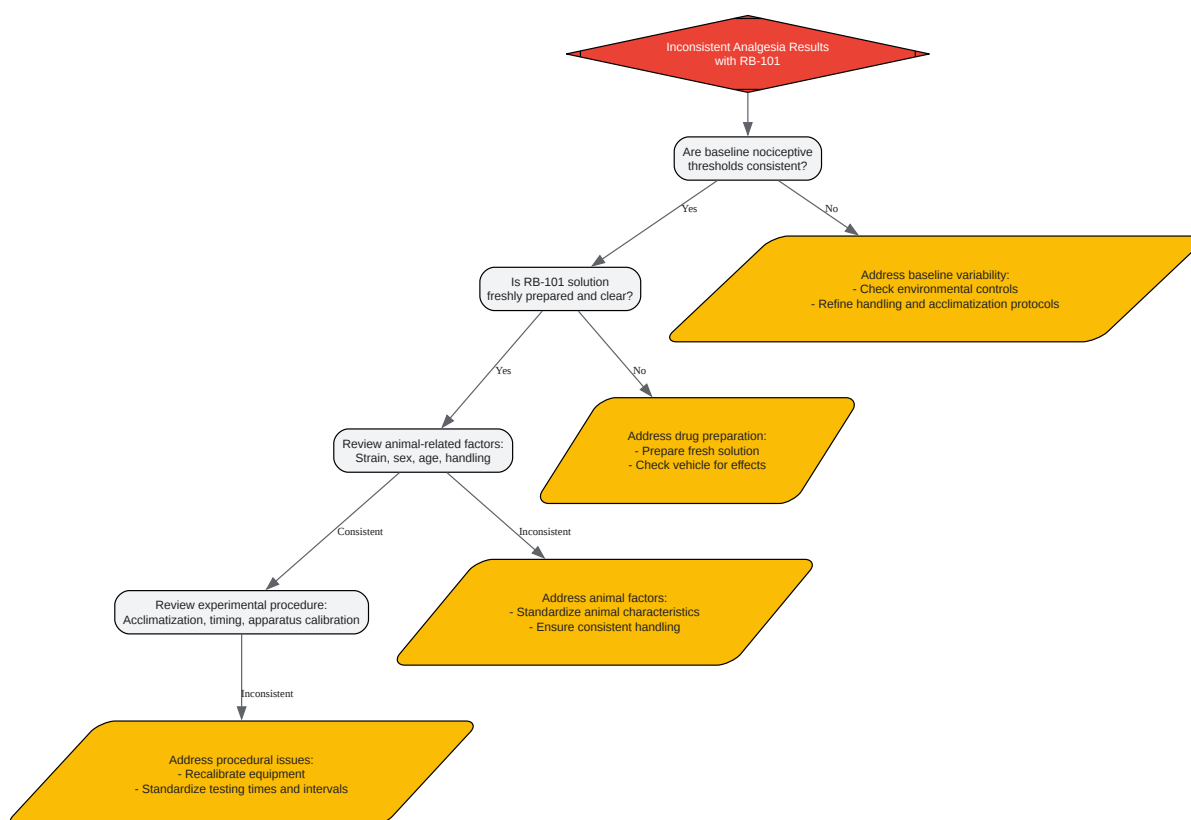 Inconsistent Analgesia Results
with RB-101
Are baseline nociceptive
thresholds consistent?
Yes
No
Is RB-101 solution
freshly prepared and clear?
Address baseline variability:
- Check environmental controls
- Refine handling and acclimatization protocols
Yes
No
Review animal-related factors:
Strain, sex, age, handling
Address drug preparation:
- Prepare fresh solution
- Check vehicle for effects
Consistent
Inconsistent
Review experimental procedure:
Acclimatization, timing, apparatus calibration
Address animal factors:
- Standardize animal characteristics
- Ensure consistent handling
Inconsistent
Address procedural issues:
- Recalibrate equipment
- Standardize testing times and intervals